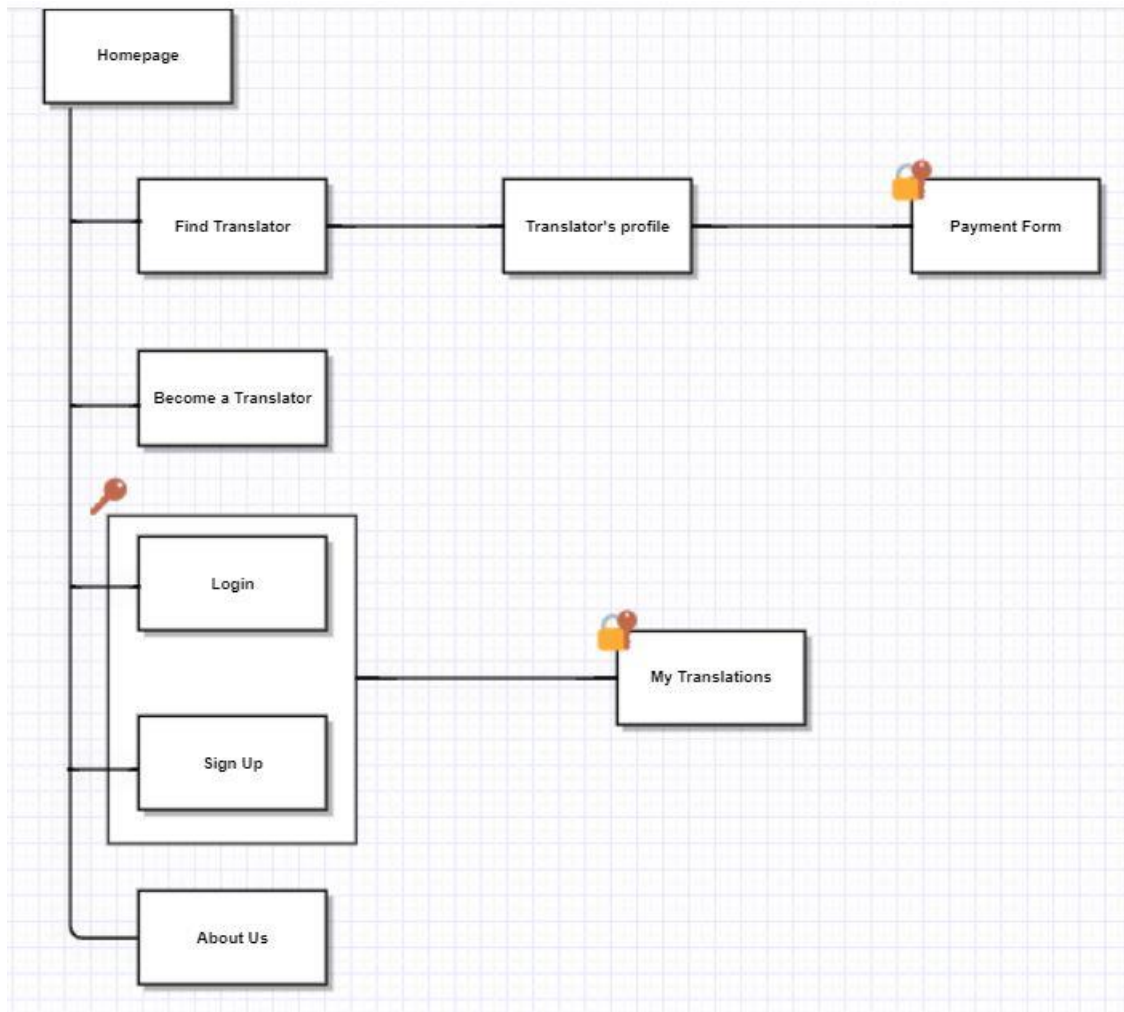 Homepage
Find Translator
Translator's profile
Payment Form
Become a Translator
Login
My Translations
Sign Up
About Us